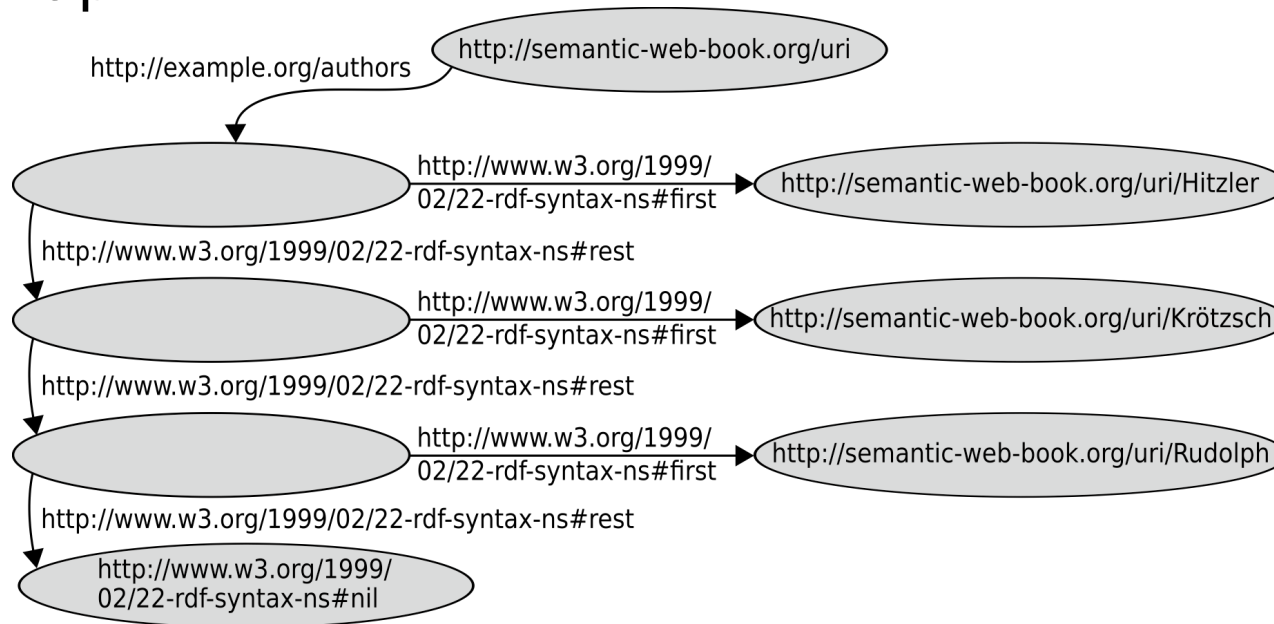 http://semantic-web-book.org/uri
http://example.org/authors
http://www.w3.org/1999/
02/22-rdf-syntax-ns#first
http://semantic-web-book.org/uri/Hitzler
http://www.w3.org/1999/02/22-rdf-syntax-ns#rest
http://www.w3.org/1999/
02/22-rdf-syntax-ns#first
http://semantic-web-book.org/uri/Krötzsch
http://www.w3.org/1999/02/22-rdf-syntax-ns#rest
http://www.w3.org/1999/
02/22-rdf-syntax-ns#first
http://semantic-web-book.org/uri/Rudolph
http://www.w3.org/1999/02/22-rdf-syntax-ns#rest
http://www.w3.org/1999/
02/22-rdf-syntax-ns#nil